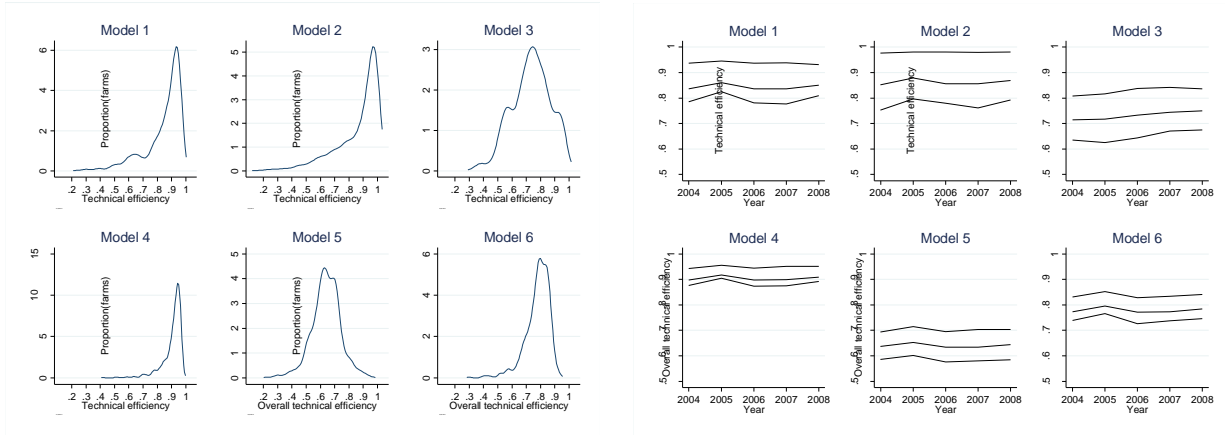 Model 1
Model 2
Model 3
Proportion(farms)
0 2 4 6
.2 .3 .4 .5 .6 .7 .8 .9 1
Technical efficiency
Proportion(farms)
0 1 2 3 4 5
.2 .3 .4 .5 .6 .7 .8 .9 1
Technical efficiency
0 1 2 3
.2 .3 .4 .5 .6 .7 .8 .9 1
Technical efficiency
Model 4
Model 5
Model 6
Proportion(farms)
0 5 10 15
.2 .3 .4 .5 .6 .7 .8 .9 1
Technical efficiency
Proportion(farms)
0 1 2 3 4 5
.2 .3 .4 .5 .6 .7 .8 .9 1
Overall technical efficiency
0 2 4 6
.2 .3 .4 .5 .6 .7 .8 .9 1
Overall technical efficiency
Model 1
Model 2
Model 3
Technical efficiency
.5 .6 .7 .8 .9 1
2004 2005 2006 2007 2008
Year
Technical efficiency
.5 .6 .7 .8 .9 1
2004 2005 2006 2007 2008
Year
.5 .6 .7 .8 .9 1
2004 2005 2006 2007 2008
Year
Model 4
Model 5
Model 6
Overall technical efficiency
.5 .6 .7 .8 .9 1
2004 2005 2006 2007 2008
Year
Overall technical efficiency
.5 .6 .7 .8 .9 1
2004 2005 2006 2007 2008
Year
.5 .6 .7 .8 .9 1
2004 2005 2006 2007 2008
Year